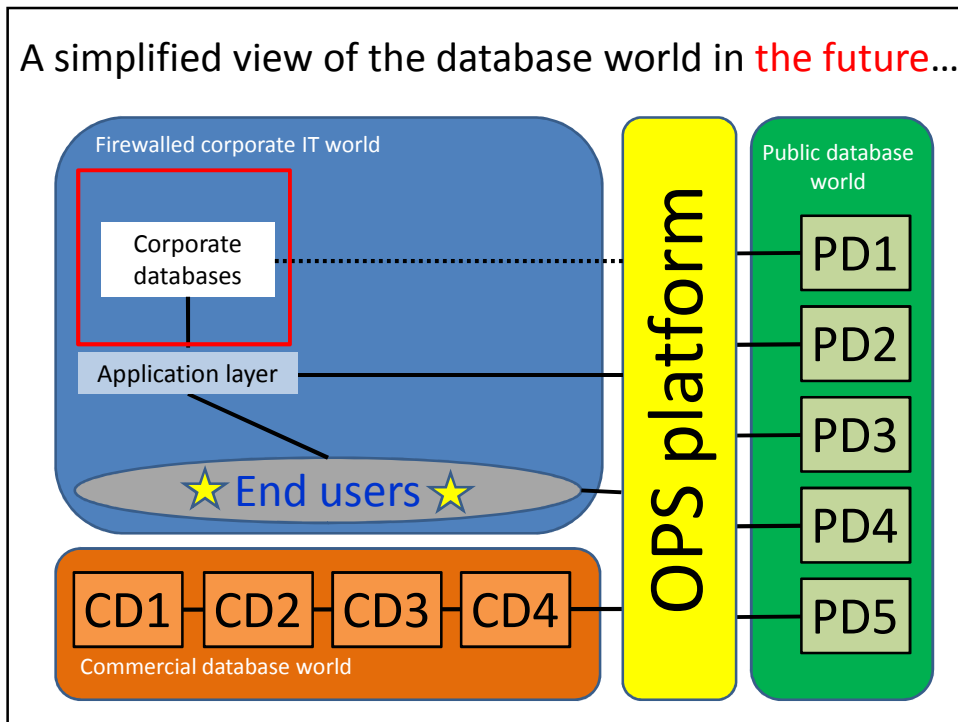 A simplified view of the database world in the future…
Firewalled corporate IT world
Corporate
databases
Application layer
End users
CD1
CD2
CD3
CD4
Commercial database world
OPS platform
Public database
world
PD1
PD2
PD3
PD4
PD5